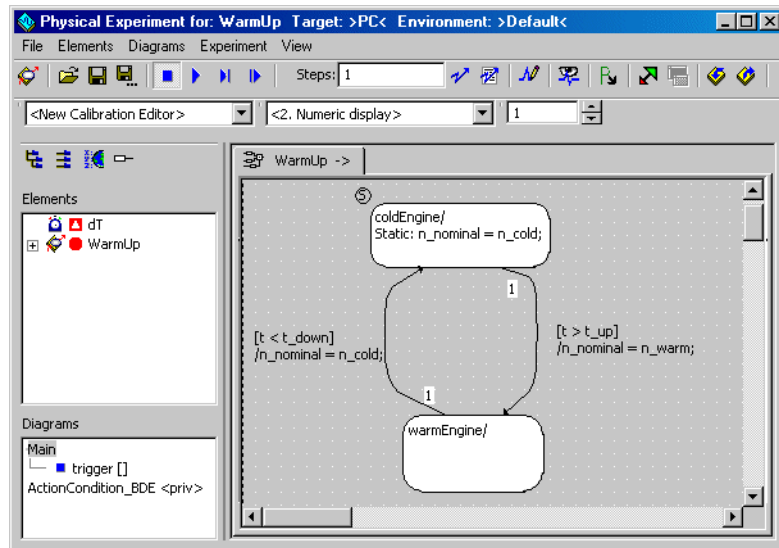 Physical Experiment for: WarmUp Target: >PC< Environment: >Default<
File Elements Diagrams Experiment View
Steps: 1
<New Calibration Editor> <2. Numeric display> 1
WarmUp ->
Elements
dT
WarmUp
S
coldEngine/
Static: n_nominal = n_cold;
1
[t < t_down]
/n_nominal = n_cold;
[t > t_up]
/n_nominal = n_warm;
1
warmEngine/
Diagrams
Main
trigger []
ActionCondition_BDE <priv>